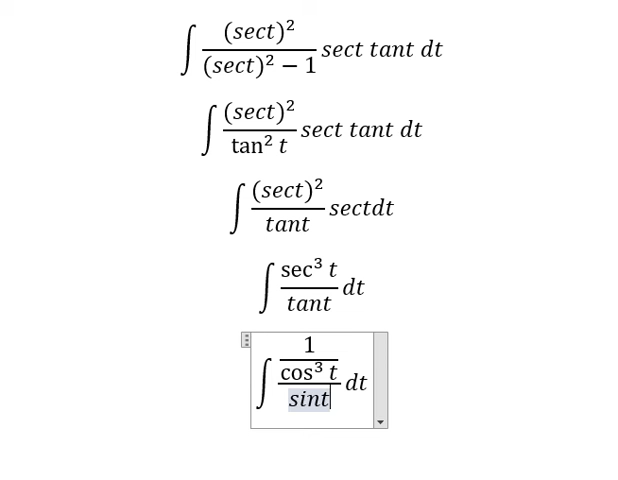 ∫ (sect)² / (sect)² − 1 sect tant dt
∫ (sect)² / tan² t sect tant dt
∫ (sect)² / tant sectdt
∫ sec³ t / tant dt
∫ 1 / cos³ t / sint dt